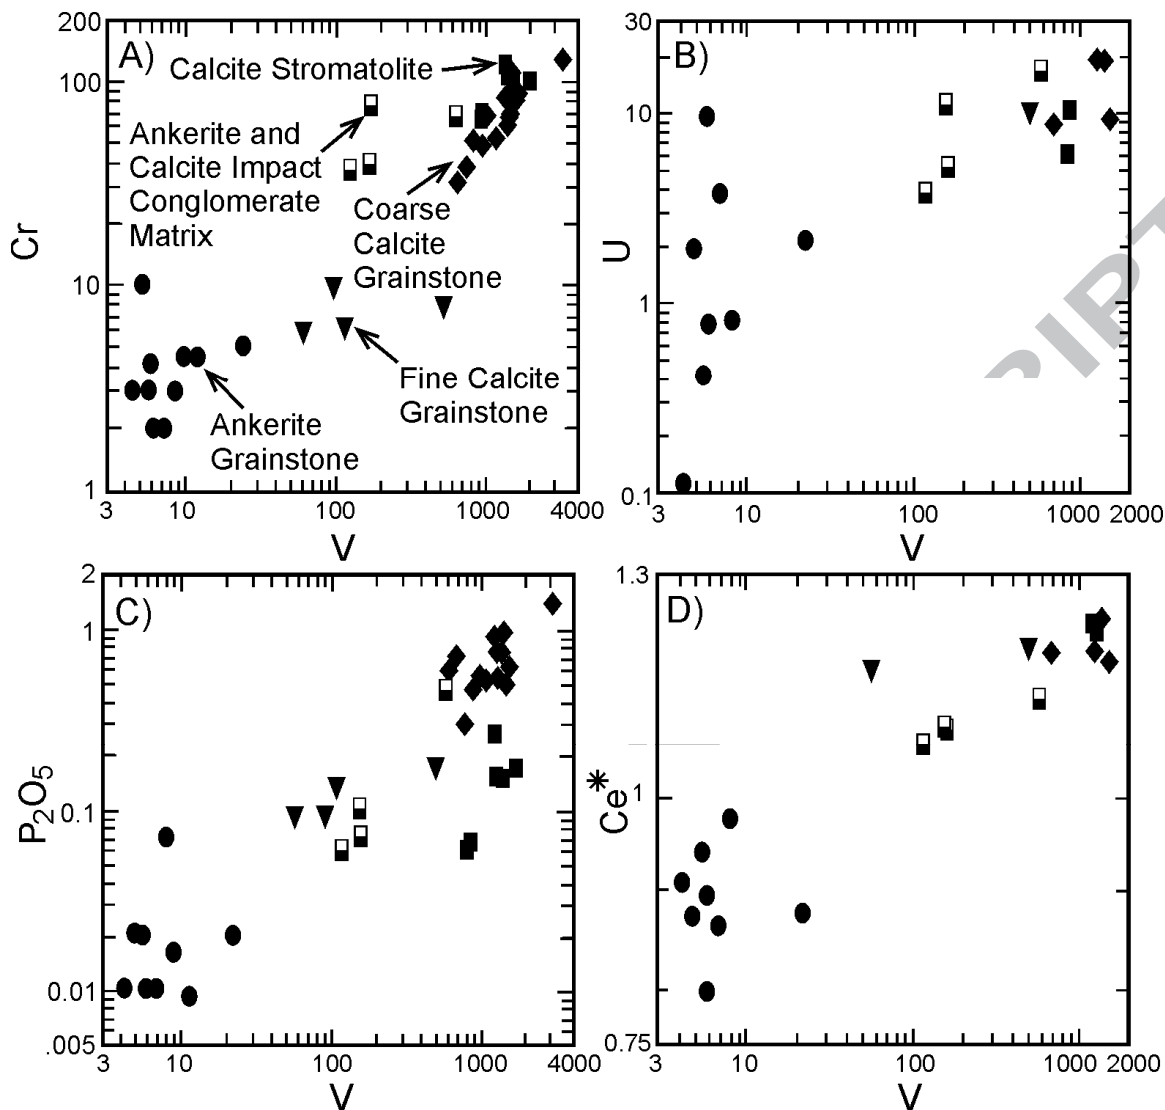 A)
200
100
10
1
Cr
Calcite Stromatolite
Ankerite and
Calcite Impact
Conglomerate
Matrix
Coarse
Calcite
Grainstone
Fine Calcite
Grainstone
Ankerite
Grainstone
3 10 100 1000 4000
V
B)
30
10
1
0.1
U
3 10 100 1000 2000
V
RIPT
C)
2
1
0.1
0.01
.005
P2O5
3 10 100 1000 4000
V
D)
1.3
1
0.75
Ce*
3 10 100 1000 2000
V